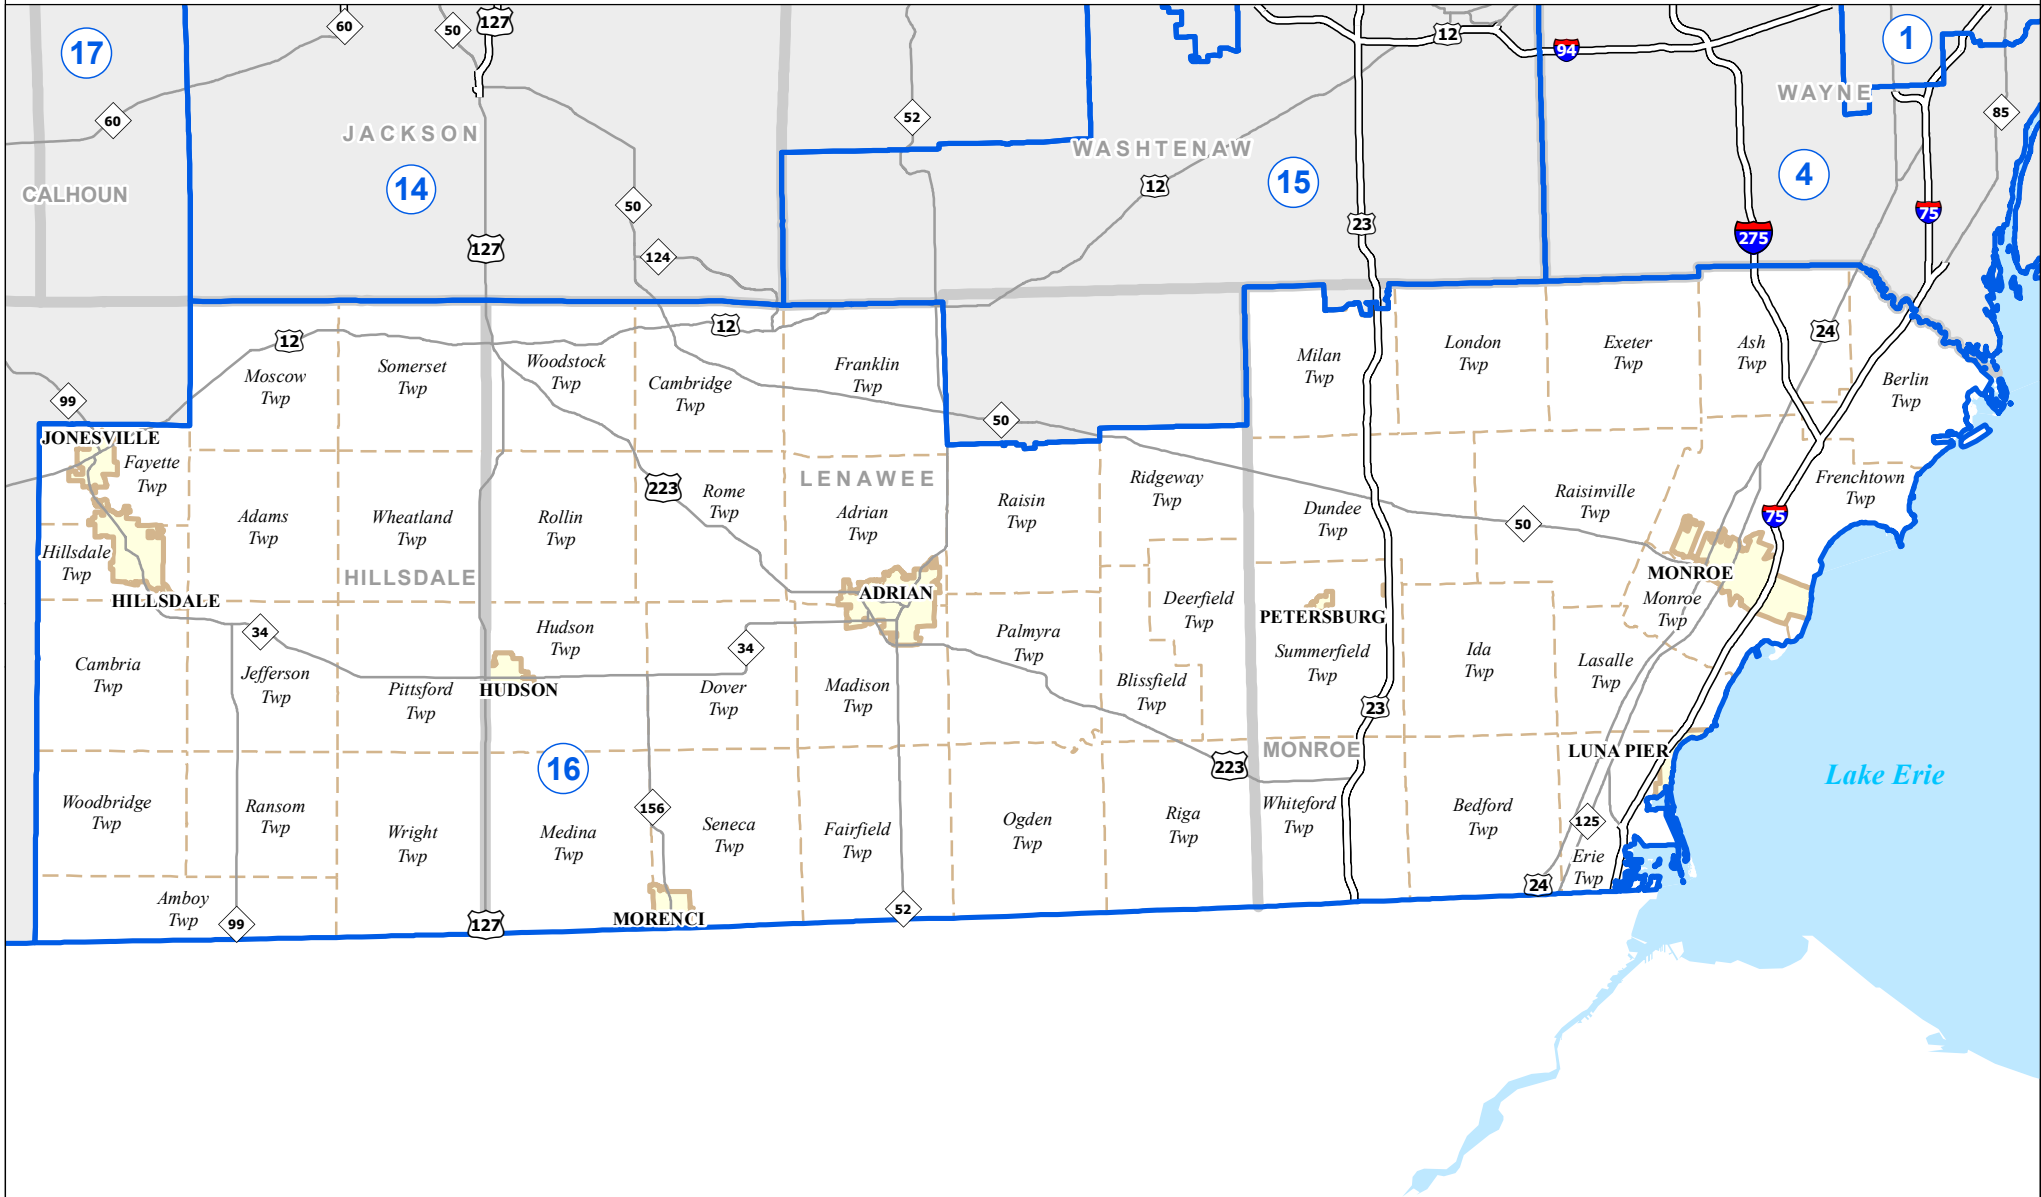 17
60
50
127
12
94
1
60
JACKSON
52
WASHTENAW
WAYNE
85
CALHOUN
14
50
12
15
4
127
124
23
275
75
12
12
24
Moscow
Twp
Somerset
Twp
Woodstock
Twp
Cambridge
Twp
Franklin
Twp
Milan
Twp
London
Twp
Exeter
Twp
Ash
Twp
Berlin
Twp
99
50
JONESVILLE
Fayette
Twp
223
Rome
Twp
LENAWEE
Adrian
Twp
Raisin
Twp
Ridgeway
Twp
Dundee
Twp
Raisinville
Twp
Frenchtown
Twp
50
75
Adams
Twp
Wheatland
Twp
Rollin
Twp
Hillsdale
Twp
HILLSDALE
HILLSDALE
ADRIAN
MONROE
Monroe
Twp
34
Hudson
Twp
34
Palmyra
Twp
Deerfield
Twp
PETERSBURG
Summerfield
Twp
Ida
Twp
Lasalle
Twp
Cambria
Twp
Jefferson
Twp
Pittsford
Twp
HUDSON
Dover
Twp
Madison
Twp
Blissfield
Twp
23
16
223
MONROE
LUNA PIER
Lake Erie
Woodbridge
Twp
Ransom
Twp
Wright
Twp
Medina
Twp
156
Seneca
Twp
Fairfield
Twp
Ogden
Twp
Riga
Twp
Whiteford
Twp
Bedford
Twp
125
Erie
Twp
24
Amboy
Twp
99
127
MORENCI
52